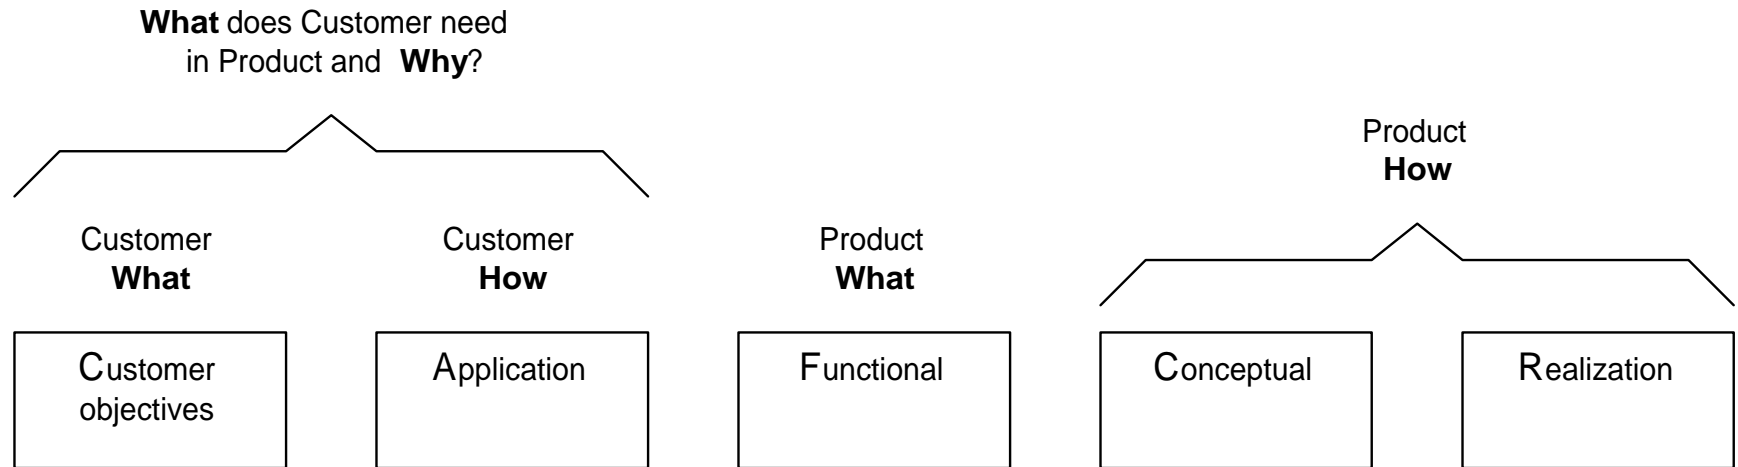 What does Customer need
in Product and Why?
Product
How
Customer
What
Customer
How
Product
What
Customer
objectives
Application
Functional
Conceptual
Realization